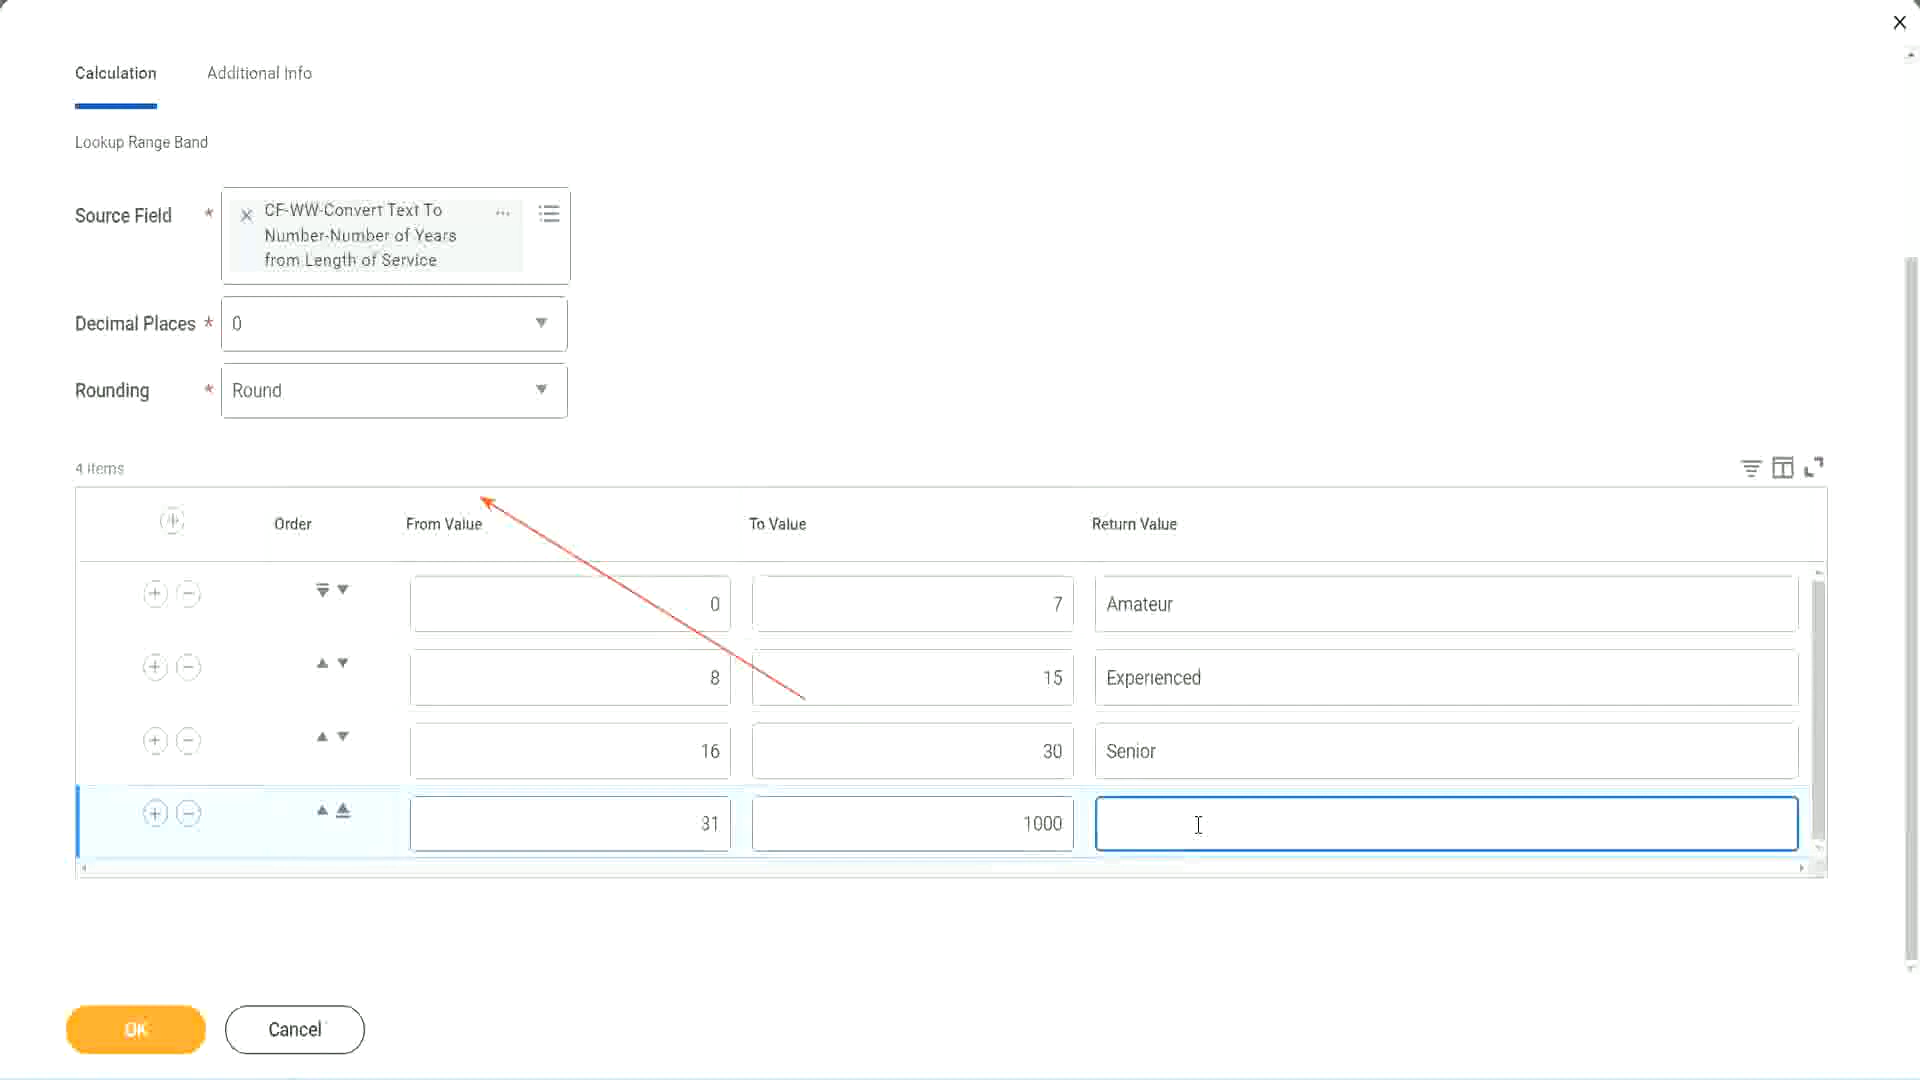 Calculation
Additional Info
Lookup Range Band
Source Field *
CF-WW-Convert Text To
Number-Number of Years
from Length of Service
Decimal Places * 0
Rounding * Round
4 items
Order From Value To Value Return Value
0 7 Amateur
8 15 Experienced
16 30 Senior
31 1000
OK
Cancel